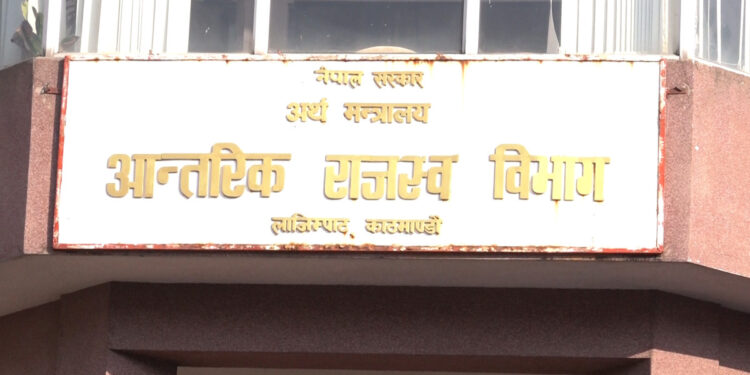 नेपाल सरकार
अर्थ मन्त्रालय
आन्तरिक राजस्व विभाग
लाजिम्पाट, काठमाण्डौ